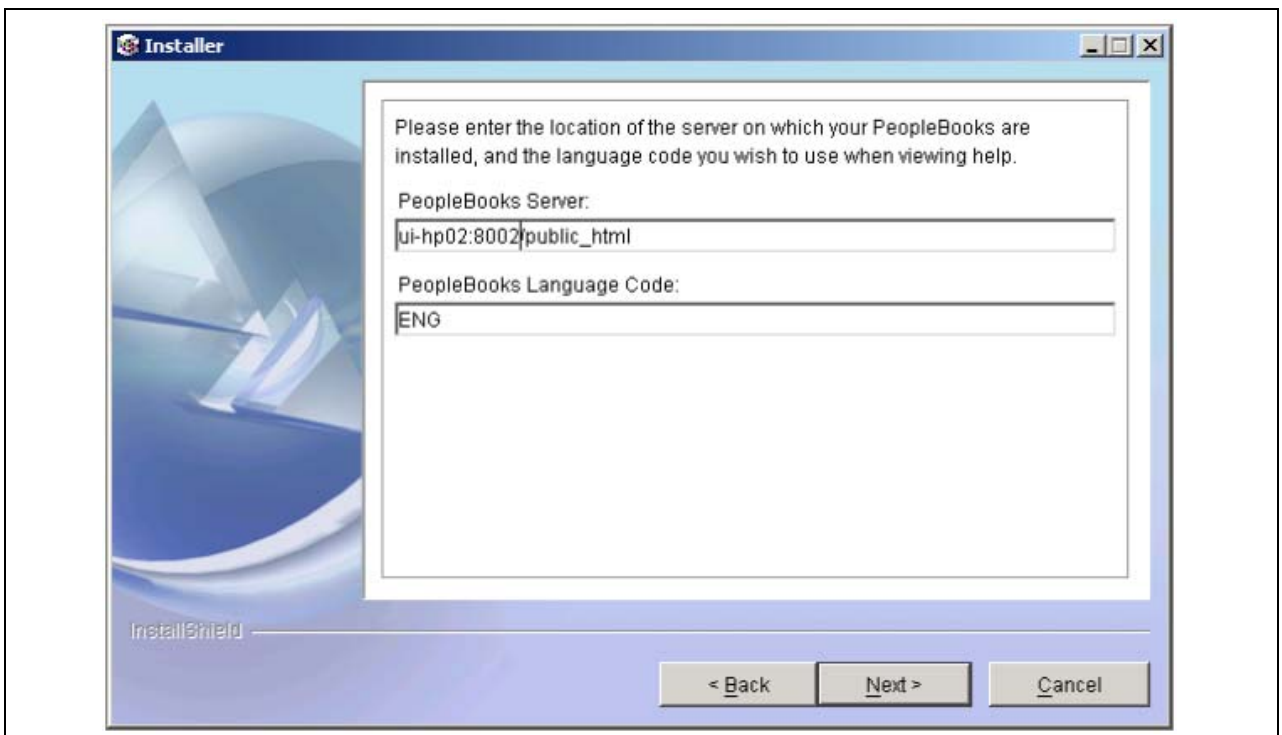 Installer
Please enter the location of the server on which your PeopleBooks are
installed, and the language code you wish to use when viewing help.
PeopleBooks Server:
ui-hp02:8002/public_html
PeopleBooks Language Code:
ENG
InstallShield
< Back Next > Cancel